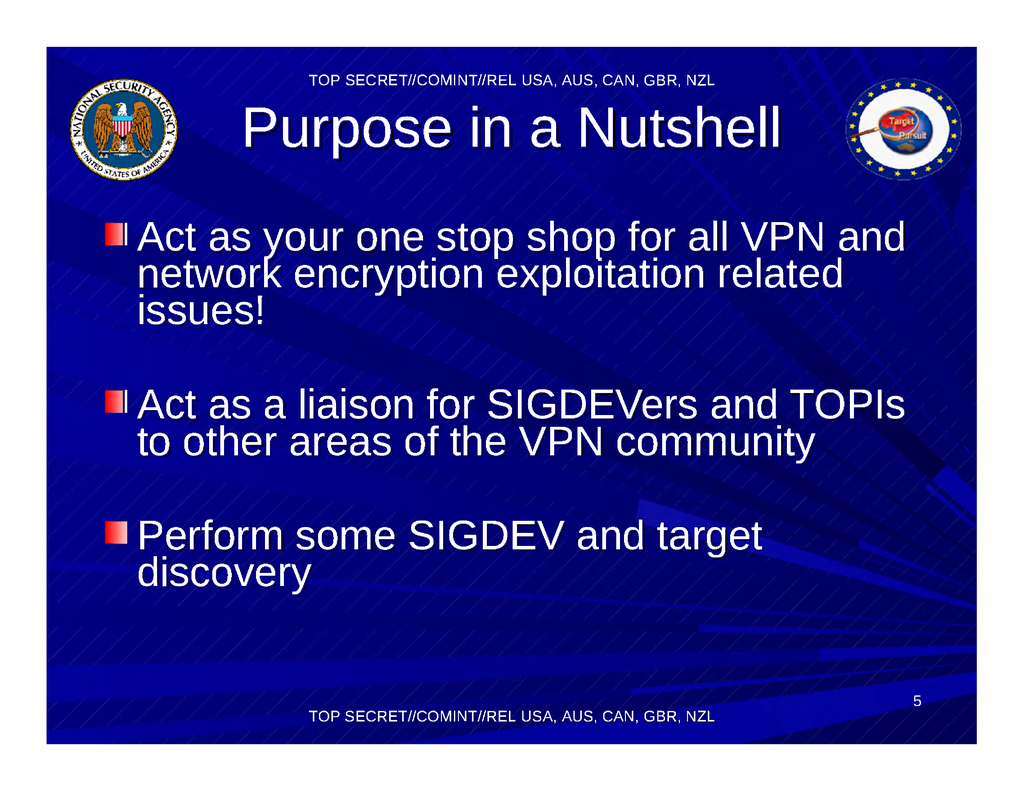 TOP SECRET//COMINT//REL USA, AUS, CAN, GBR, NZL
NATIONAL SECURITY AGENCY
UNITED STATES OF AMERICA
Purpose in a Nutshell
Target
Pursuit
Act as your one stop shop for all VPN and
network encryption exploitation related
issues!
Act as a liaison for SIGDEVers and TOPIs
to other areas of the VPN community
Perform some SIGDEV and target
discovery
5
TOP SECRET//COMINT//REL USA, AUS, CAN, GBR, NZL